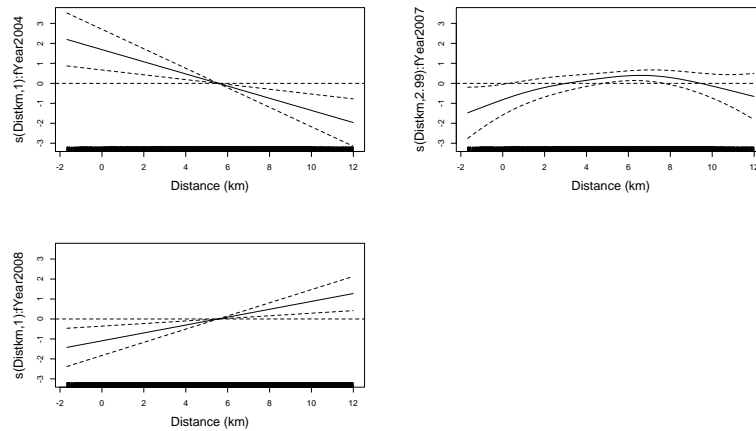 s(Distkm,1):fYear2004
3
2
1
0
-1
-2
-3
-2 0 2 4 6 8 10 12
Distance (km)
s(Distkm,2.99):fYear2007
3
2
1
0
-1
-2
-3
-2 0 2 4 6 8 10 12
Distance (km)
s(Distkm,1):fYear2008
3
2
1
0
-1
-2
-3
-2 0 2 4 6 8 10 12
Distance (km)